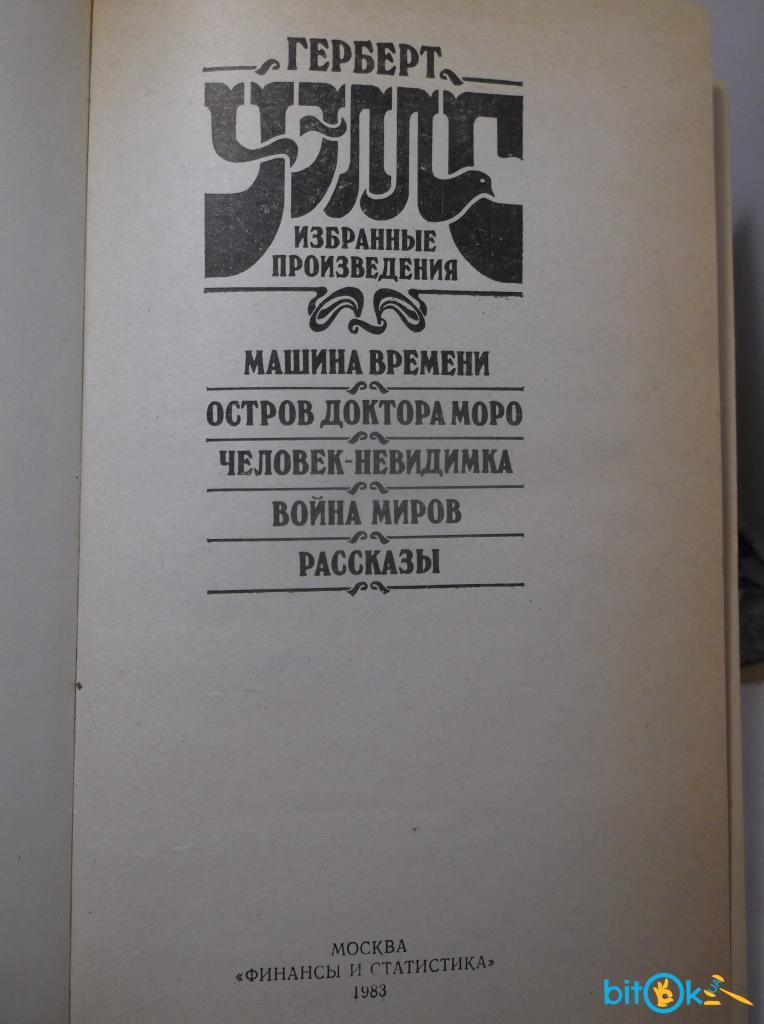 ГЕРБЕРТ
УЭЛЛС
ИЗБРАННЫЕ
ПРОИЗВЕДЕНИЯ
МАШИНА ВРЕМЕНИ
ОСТРОВ ДОКТОРА МОРО
ЧЕЛОВЕК-НЕВИДИМКА
ВОЙНА МИРОВ
РАССКАЗЫ
МОСКВА
«ФИНАНСЫ И СТАТИСТИКА»
1983
bitOk UA